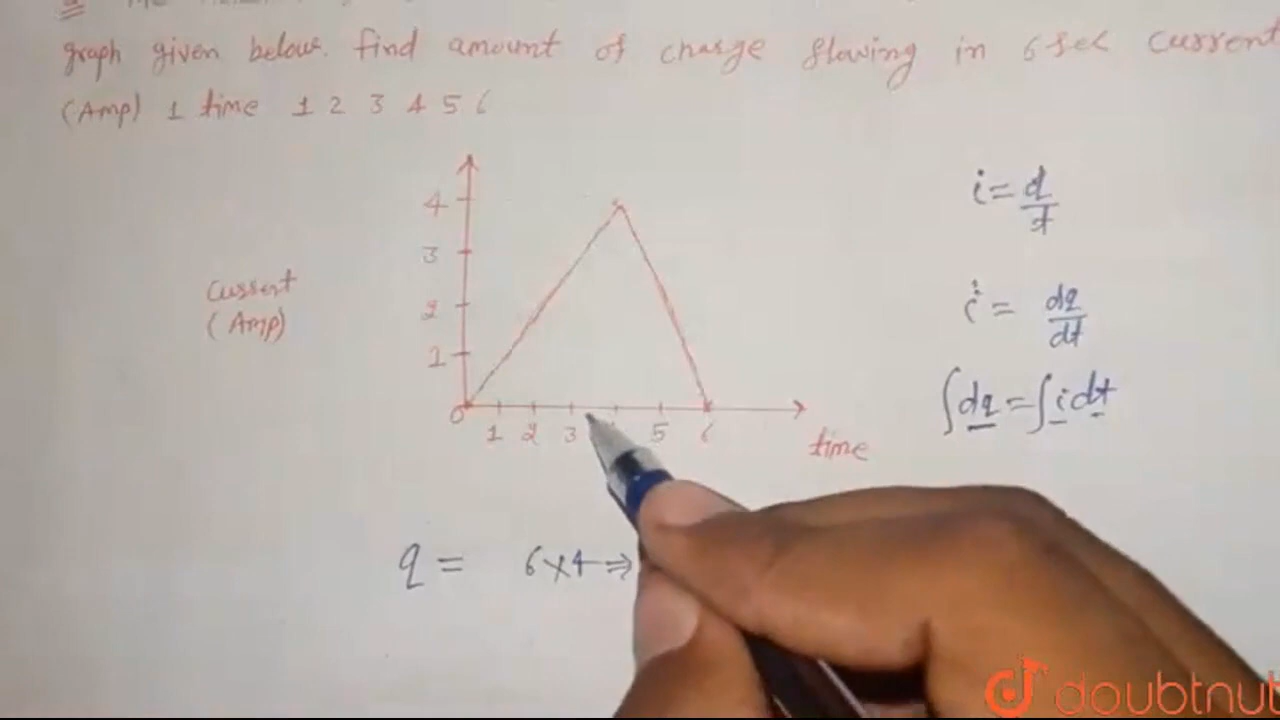 graph given below. find amount of charge flowing in 6 sec current
(Amp) 1 time 1 2 3 4 5 6
4
3
2
1
0
1 2 3 5 6
current
(Amp)
time
i = q/t
i = dq/dt
∫dq = ∫i dt
q = 6×4 ⇒
doubtnut